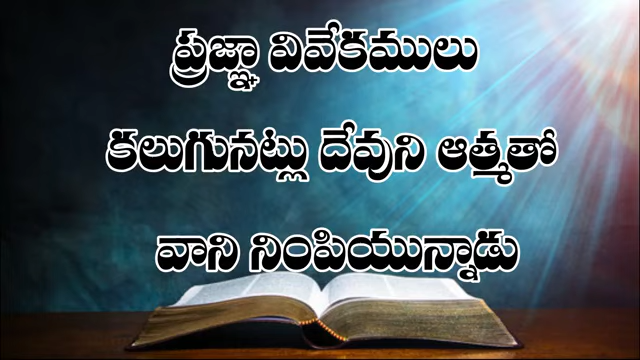 ప్రజ్ఞా వివేకములు
కలుగునట్లు దేవుని ఆత్మతో
వాని నింపియున్నాడు